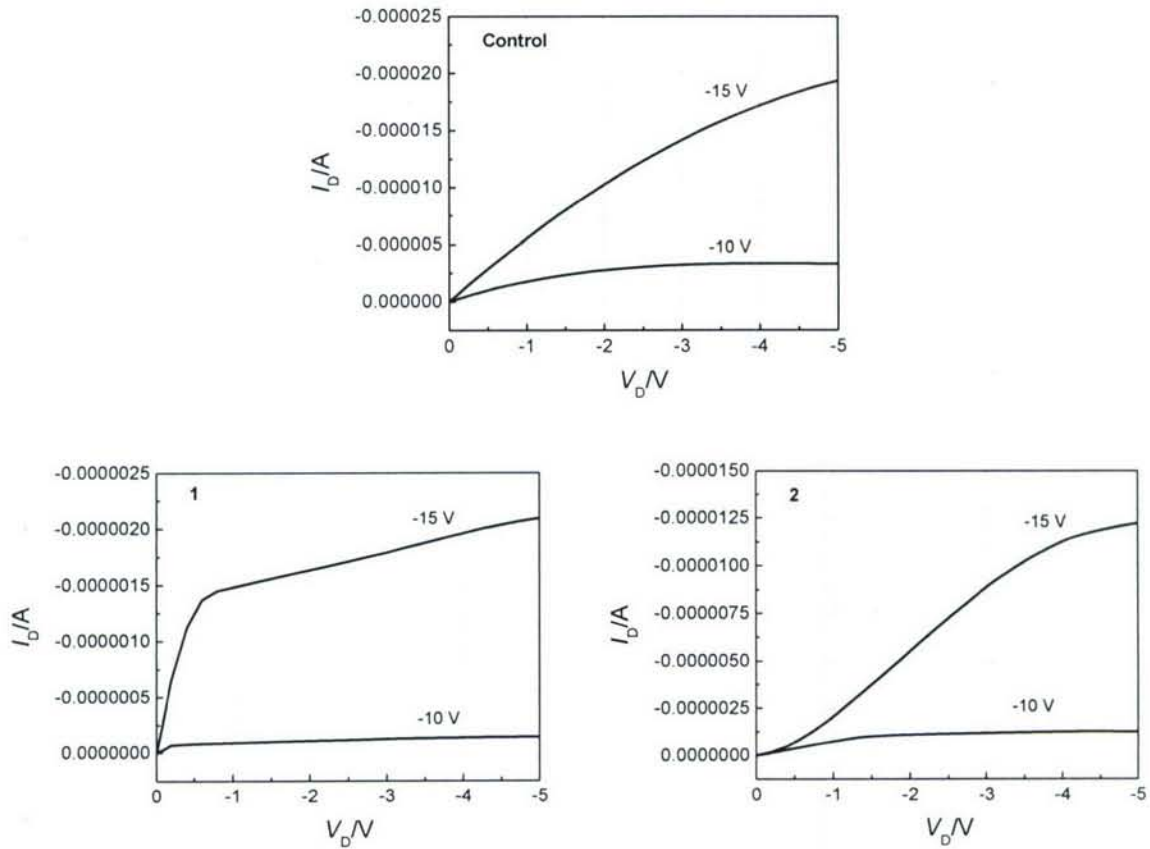 Control
-0.000025
-0.000020
-0.000015
-0.000010
-0.000005
0.000000
I_D/A
-15 V
-10 V
0 -1 -2 -3 -4 -5
V_D/V
1
-0.0000025
-0.0000020
-0.0000015
-0.0000010
-0.0000005
0.0000000
I_D/A
-15 V
-10 V
0 -1 -2 -3 -4 -5
V_D/V
2
-0.0000150
-0.0000125
-0.0000100
-0.0000075
-0.0000050
-0.0000025
0.0000000
I_D/A
-15 V
-10 V
0 -1 -2 -3 -4 -5
V_D/V